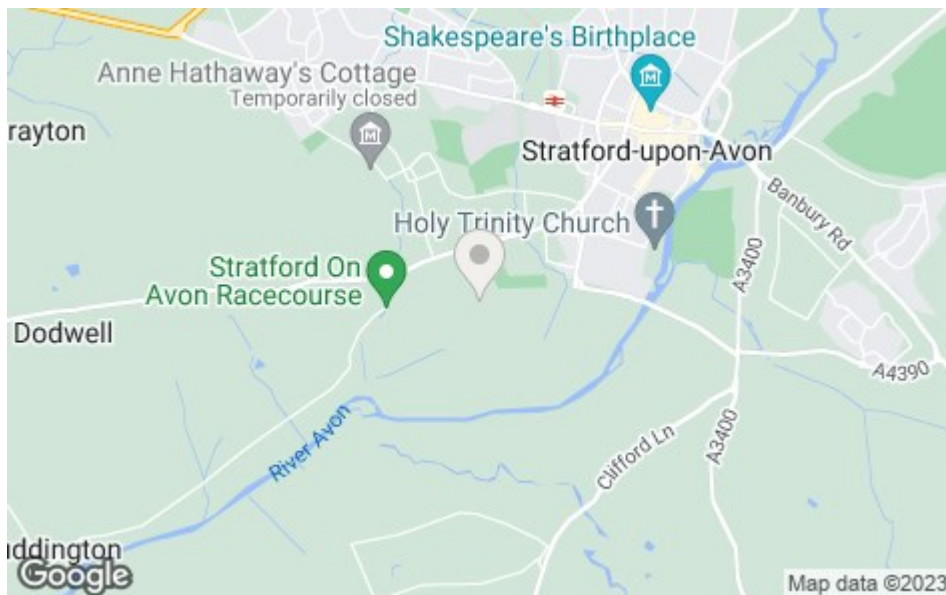 Shakespeare's Birthplace
Anne Hathaway's Cottage
Temporarily closed
rayton
Stratford-upon-Avon
Banbury Rd
Holy Trinity Church
A3400
Stratford On
Avon Racecourse
Dodwell
A4390
River Avon
Clifford Ln
A3400
uddington
Google
Map data ©2023